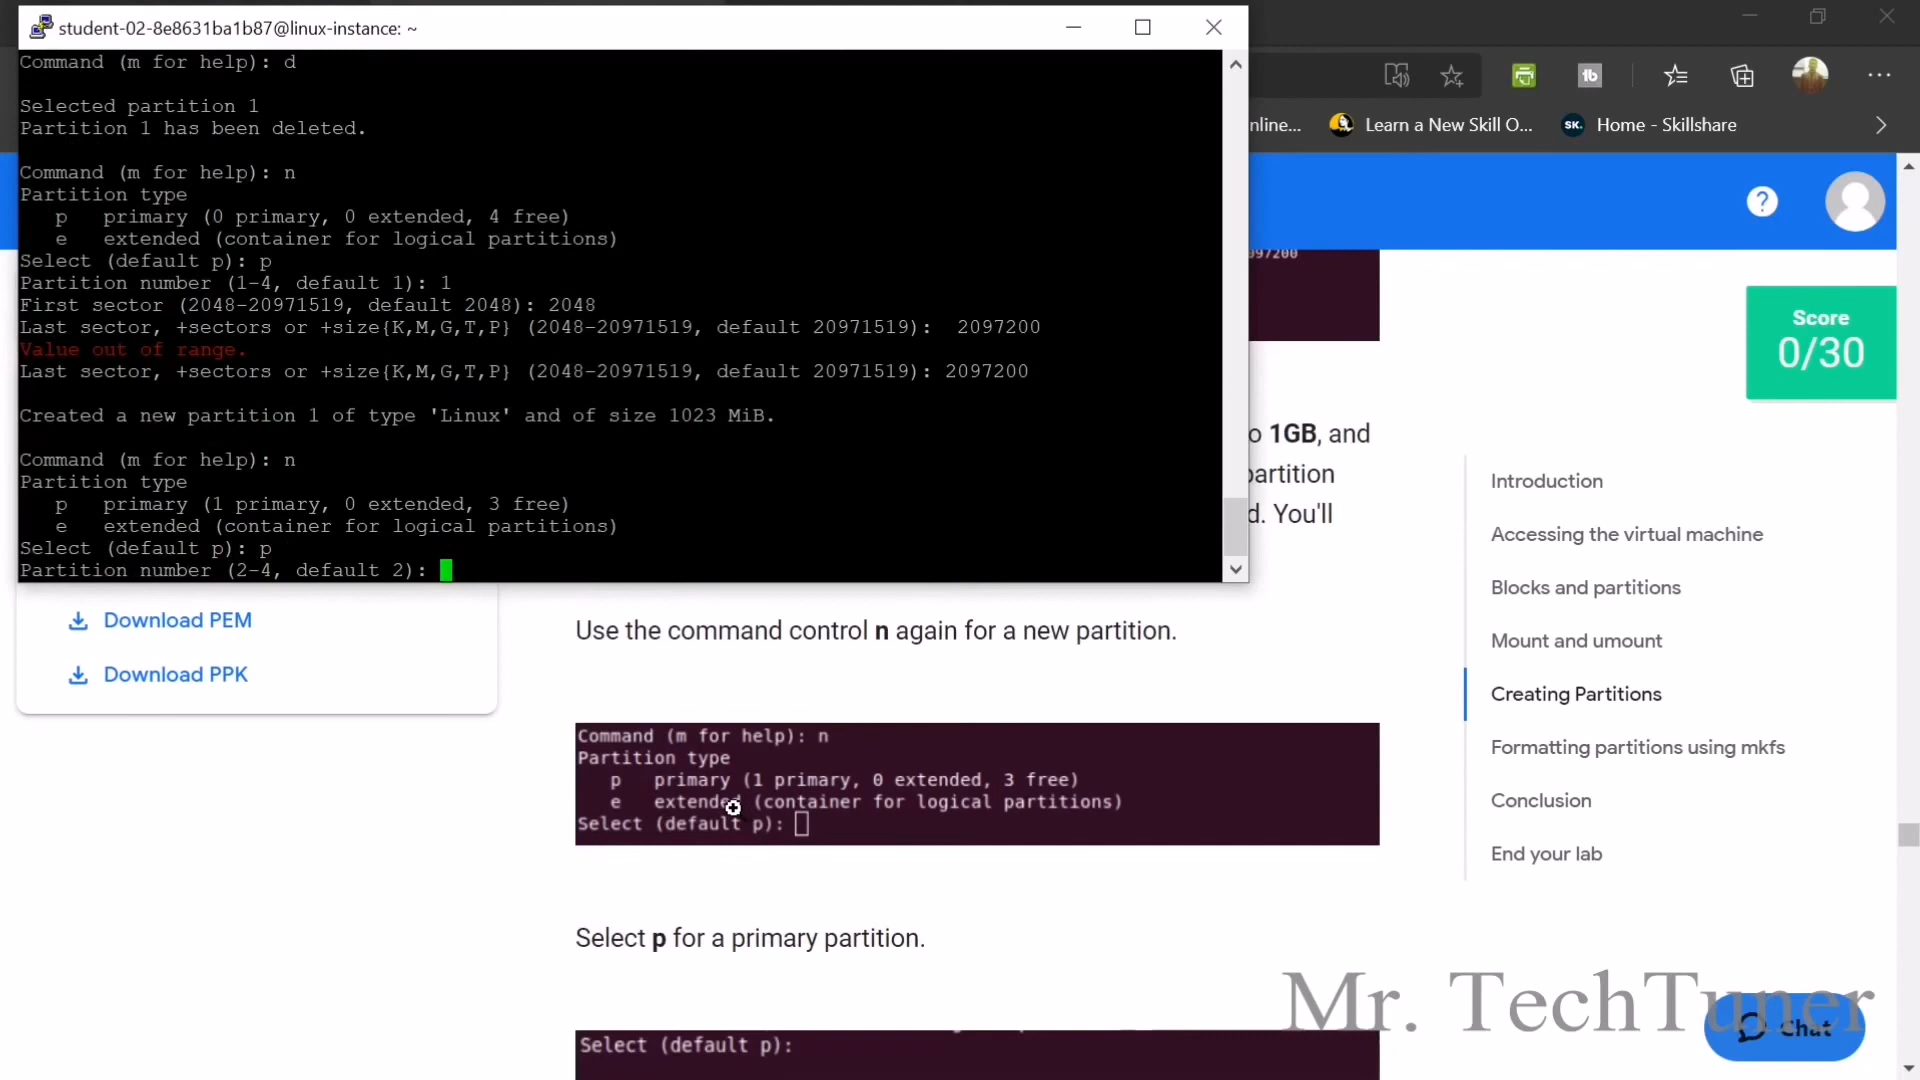 student-02-8e8631ba1b87@linux-instance: ~
Command (m for help): d
Selected partition 1
Partition 1 has been deleted.
Command (m for help): n
Partition type
p primary (0 primary, 0 extended, 4 free)
e extended (container for logical partitions)
Select (default p): p
Partition number (1-4, default 1): 1
First sector (2048-20971519, default 2048): 2048
Last sector, +sectors or +size{K,M,G,T,P} (2048-20971519, default 20971519):  2097200
Value out of range.
Last sector, +sectors or +size{K,M,G,T,P} (2048-20971519, default 20971519): 2097200
Created a new partition 1 of type 'Linux' and of size 1023 MiB.
Command (m for help): n
Partition type
p primary (1 primary, 0 extended, 3 free)
e extended (container for logical partitions)
Select (default p): p
Partition number (2-4, default 2):
nline...
Learn a New Skill O...
SK.
Home - Skillshare
?
97200
Score
0/30
o 1GB, and
partition
d. You'll
Download PEM
Download PPK
Use the command control n again for a new partition.
Command (m for help): n
Partition type
p primary (1 primary, 0 extended, 3 free)
e extended (container for logical partitions)
Select (default p):
Select p for a primary partition.
Select (default p):
Introduction
Accessing the virtual machine
Blocks and partitions
Mount and umount
Creating Partitions
Formatting partitions using mkfs
Conclusion
End your lab
Mr. TechTuner
Chat